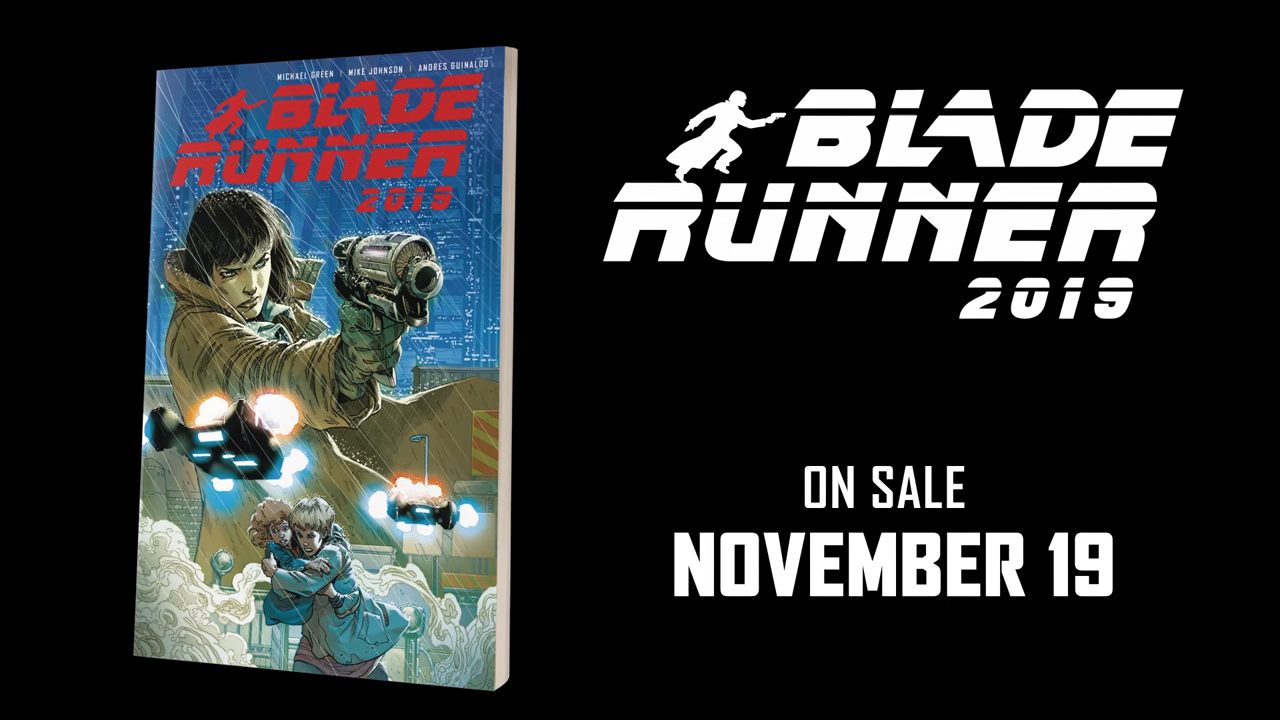 MICHAEL GREEN | MIKE JOHNSON | ANDRES GUINALDO
BLADE
RUNNER
2019
BLADE
RUNNER
2019
ON SALE
NOVEMBER 19